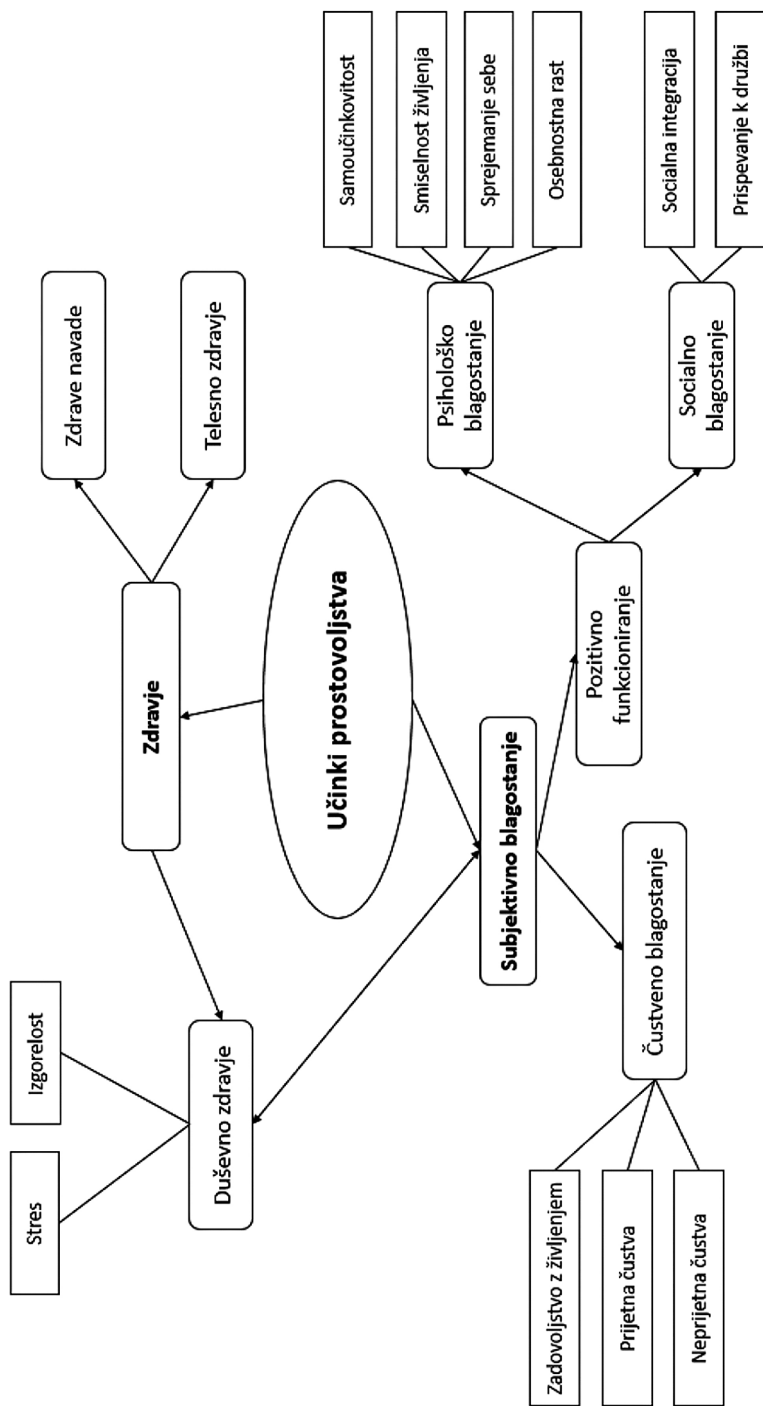 Stres
Izgorelost
Duševno zdravje
Zdravje
Zdrave navade
Telesno zdravje
Učinki prostovoljstva
Subjektivno blagostanje
Čustveno blagostanje
Zadovoljstvo z življenjem
Prijetna čustva
Neprijetna čustva
Pozitivno
funkcioniranje
Psihološko
blagostanje
Samoučinkovitost
Smiselnost življenja
Sprejemanje sebe
Osebnostna rast
Socialno
blagostanje
Socialna integracija
Prispevanje k družbi